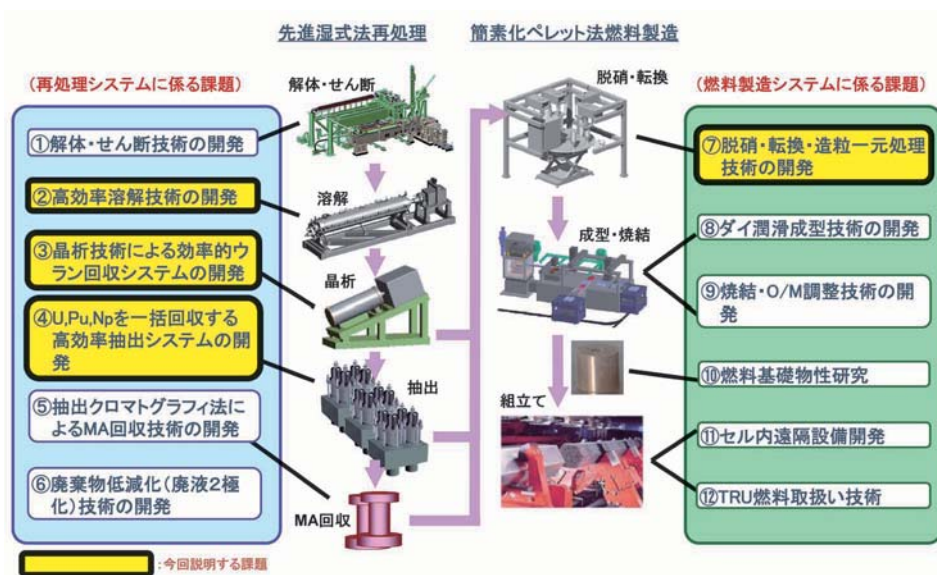 先進湿式法再処理
簡素化ペレット法燃料製造
(再処理システムに係る課題)
①解体・せん断技術の開発
②高効率溶解技術の開発
③晶析技術による効率的ウ
ラン回収システムの開発
④U,Pu,Npを一括回収する
高効率抽出システムの開
発
⑤抽出クロマトグラフィ法に
よるMA回収技術の開発
⑥廃棄物低減化(廃液2極
化)技術の開発
:今回説明する課題
解体・せん断
溶解
晶析
抽出
MA回収
脱硝・転換
成型・焼結
組立て
(燃料製造システムに係る課題)
⑦脱硝・転換・造粒一元処理
技術の開発
⑧ダイ潤滑成型技術の開発
⑨焼結・O/M調整技術の開
発
⑩燃料基礎物性研究
⑪セル内遠隔設備開発
⑫TRU燃料取扱い技術